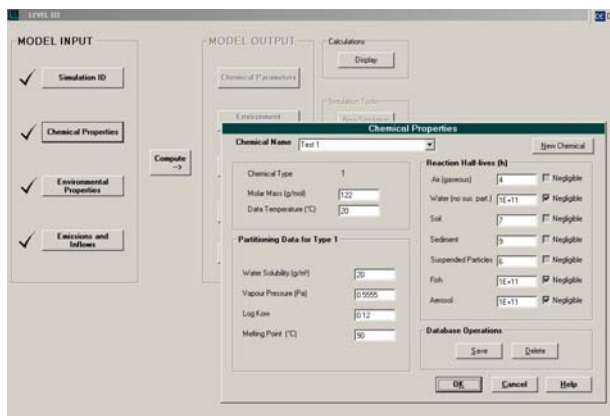 LEVEL III
DE
MODEL INPUT
Simulation ID
Chemical Properties
Environmental Properties
Emissions and Inflows
Compute
-->
MODEL OUTPUT
Chemical Parameters
Environment
Calculations
Display
Simulation Tools
New Simulation
Chemical Properties
Chemical Name
Test 1
New Chemical
Chemical Type 1
Molar Mass (g/mol) 122
Data Temperature (°C) 20
Partitioning Data for Type 1
Water Solubility (g/m³) 20
Vapour Pressure (Pa) 0.5555
Log Kow 0.12
Melting Point (°C) 90
Reaction Half-lives [h]
Air (gaseous) 4 Negligible
Water (no sus. part.) 1E+11 Negligible
Soil 7 Negligible
Sediment 9 Negligible
Suspended Particles 6 Negligible
Fish 1E+11 Negligible
Aerosol 1E+11 Negligible
Database Operations
Save
Delete
OK
Cancel
Help